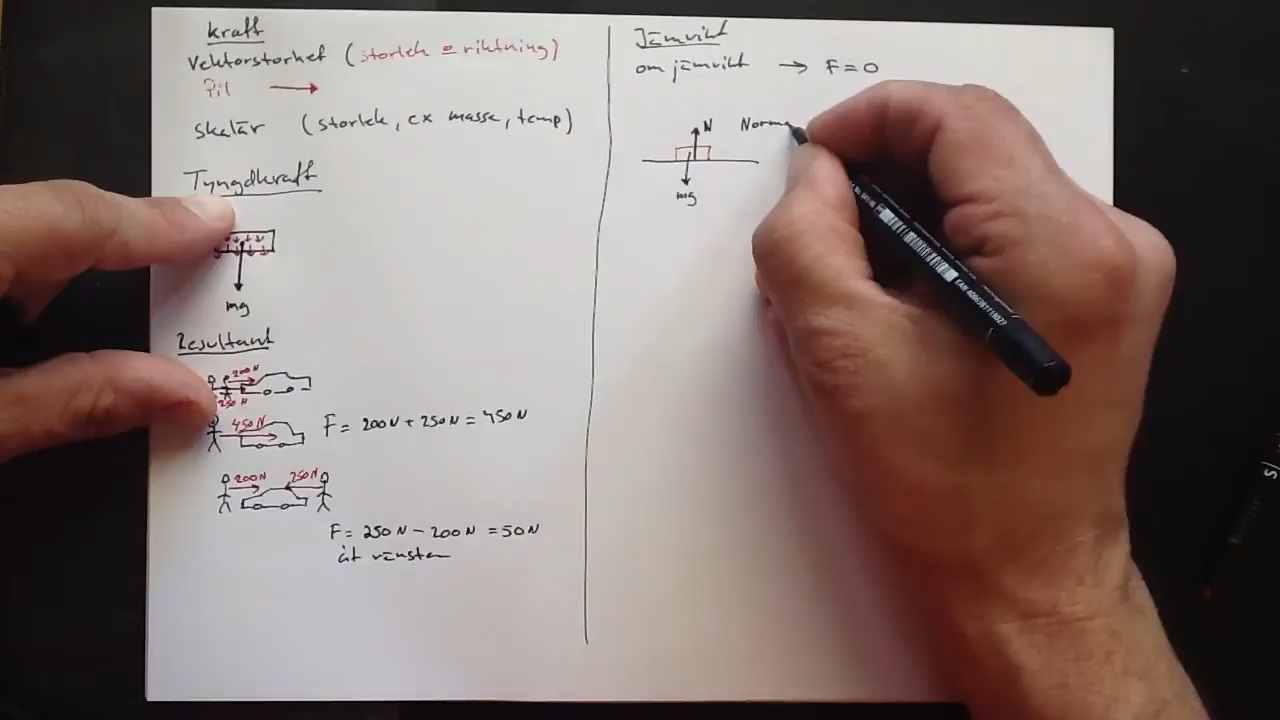 kraft
Vektorstorhet (storlek o riktning)
Pil →
Skalär (storlek, ex massa, temp)
Tyngdkraft
mg
Resultant
200N
250N
450N
F = 200N + 250N = 450N
200N 250N
F = 250N - 200N = 50N
åt vänster
Jämvikt
om jämvikt → F = 0
N Norma
mg